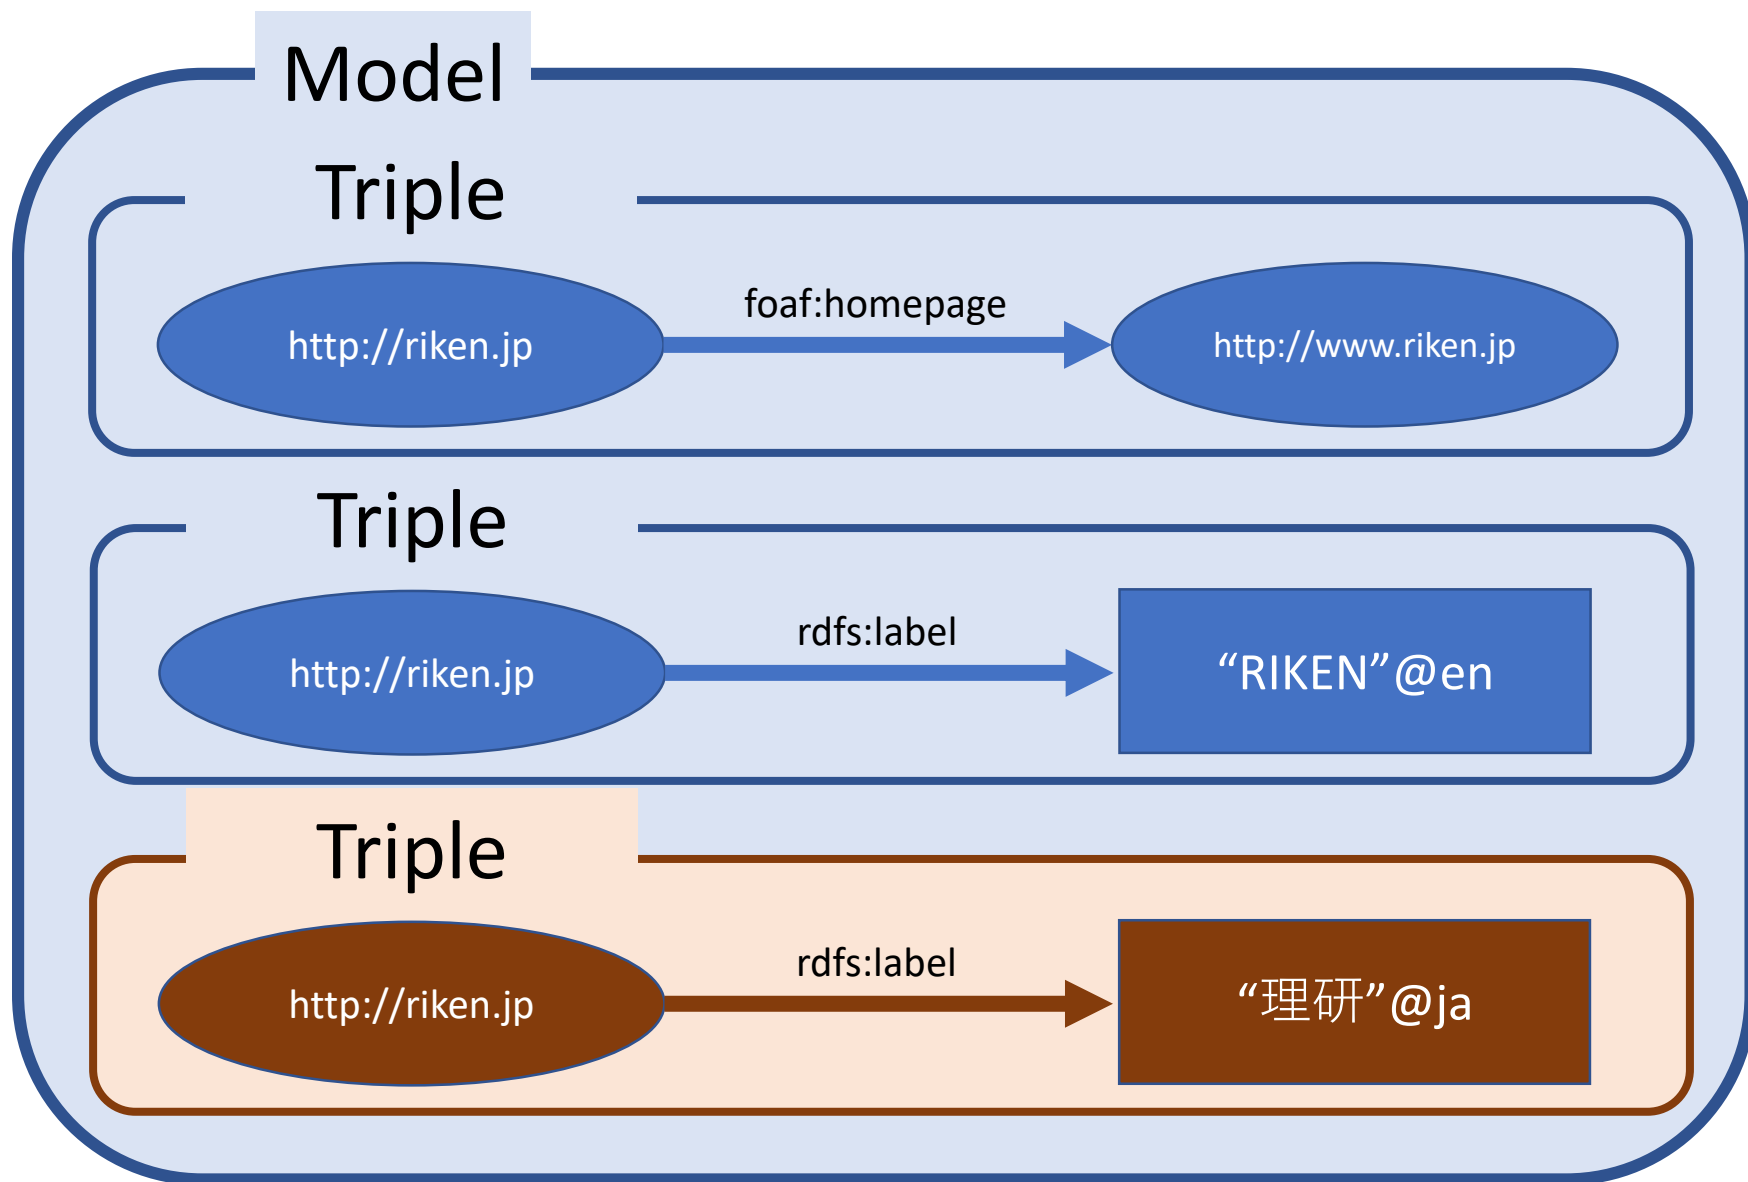 Model
Triple
foaf:homepage
http://riken.jp
http://www.riken.jp
Triple
rdfs:label
http://riken.jp
“RIKEN”@en
Triple
rdfs:label
http://riken.jp
“理研”@ja